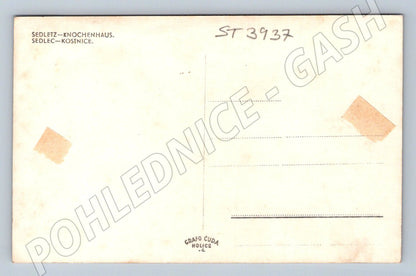 SEDLETZ—KNOCHENHAUS.
SEDLEC—KOSTNICE.
ST 3937
POHLEDNICE - GASH
GRAFO ČUDA
HOLICE